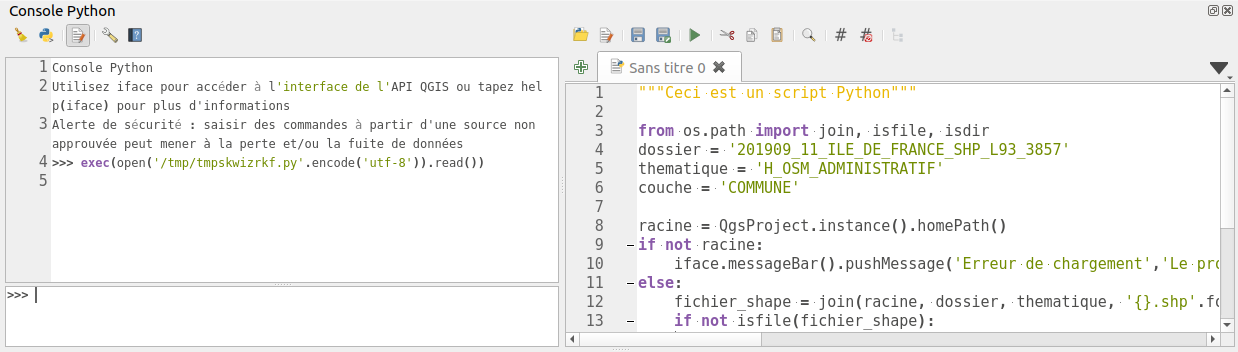 Console Python
1 Console Python
2 Utilisez iface pour accéder à l'interface de l'API QGIS ou tapez hel
p(iface) pour plus d'informations
3 Alerte de sécurité : saisir des commandes à partir d'une source non
approuvée peut mener à la perte et/ou la fuite de données
4 >>> exec(open('/tmp/tmpskwizrkf.py'.encode('utf-8')).read())
5
>>>
Sans titre 0
1 """Ceci est un script Python"""
2
3 from os.path import join, isfile, isdir
4 dossier = '201909_11_ILE_DE_FRANCE_SHP_L93_3857'
5 thematique = 'H_OSM_ADMINISTRATIF'
6 couche = 'COMMUNE'
7
8 racine = QgsProject.instance().homePath()
9 if not racine:
10 iface.messageBar().pushMessage('Erreur de chargement','Le pro
11 else:
12 fichier_shape = join(racine, dossier, thematique, '{}.shp'.fo
13 if not isfile(fichier_shape):